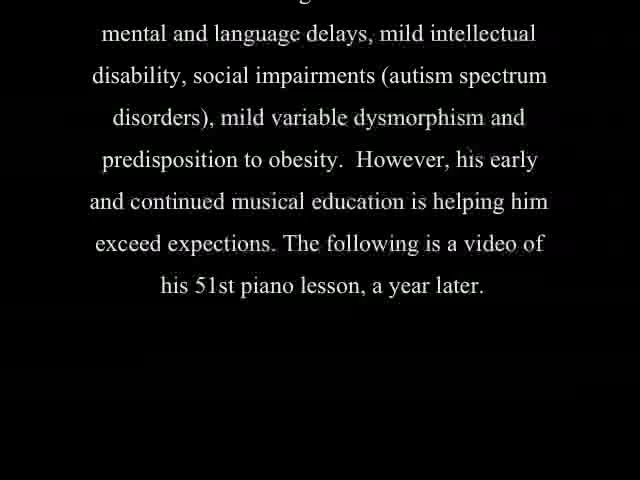 mental and language delays, mild intellectual
disability, social impairments (autism spectrum
disorders), mild variable dysmorphism and
predisposition to obesity.  However, his early
and continued musical education is helping him
exceed expections. The following is a video of
his 51st piano lesson, a year later.